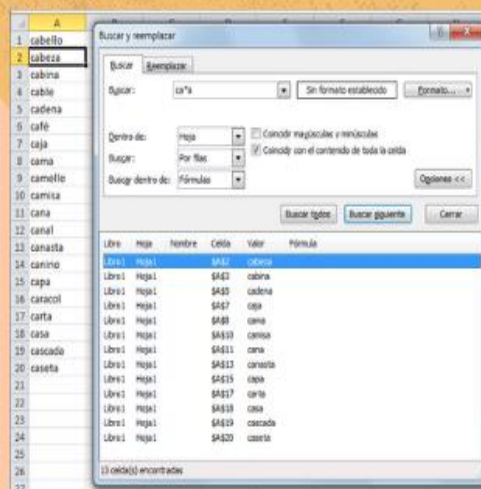 A
1 cabello
2 cabeza
3 cabina
4 cable
5 cadena
6 café
7 caja
8 cama
9 camello
10 camisa
11 cana
12 canal
13 canasta
14 canino
15 capa
16 caracol
17 carta
18 casa
19 cascada
20 caseta
21
22
23
24
25
26
Buscar y reemplazar
Buscar Reemplazar
Buscar: ca*a Sin formato establecido Formato...
Dentro de: Hoja Coincidir mayúsculas y minúsculas
Buscar: Por filas Coincidir con el contenido de toda la celda
Buscar dentro de: Fórmulas Opciones <<
Buscar todos Buscar siguiente Cerrar
Libro Hoja Nombre Celda Valor Fórmula
Libro1 Hoja1 $A$2 cabeza
Libro1 Hoja1 $A$3 cabina
Libro1 Hoja1 $A$5 cadena
Libro1 Hoja1 $A$7 caja
Libro1 Hoja1 $A$8 cama
Libro1 Hoja1 $A$10 camisa
Libro1 Hoja1 $A$11 cana
Libro1 Hoja1 $A$13 canasta
Libro1 Hoja1 $A$15 capa
Libro1 Hoja1 $A$17 carta
Libro1 Hoja1 $A$18 casa
Libro1 Hoja1 $A$19 cascada
Libro1 Hoja1 $A$20 caseta
13 celda(s) encontradas